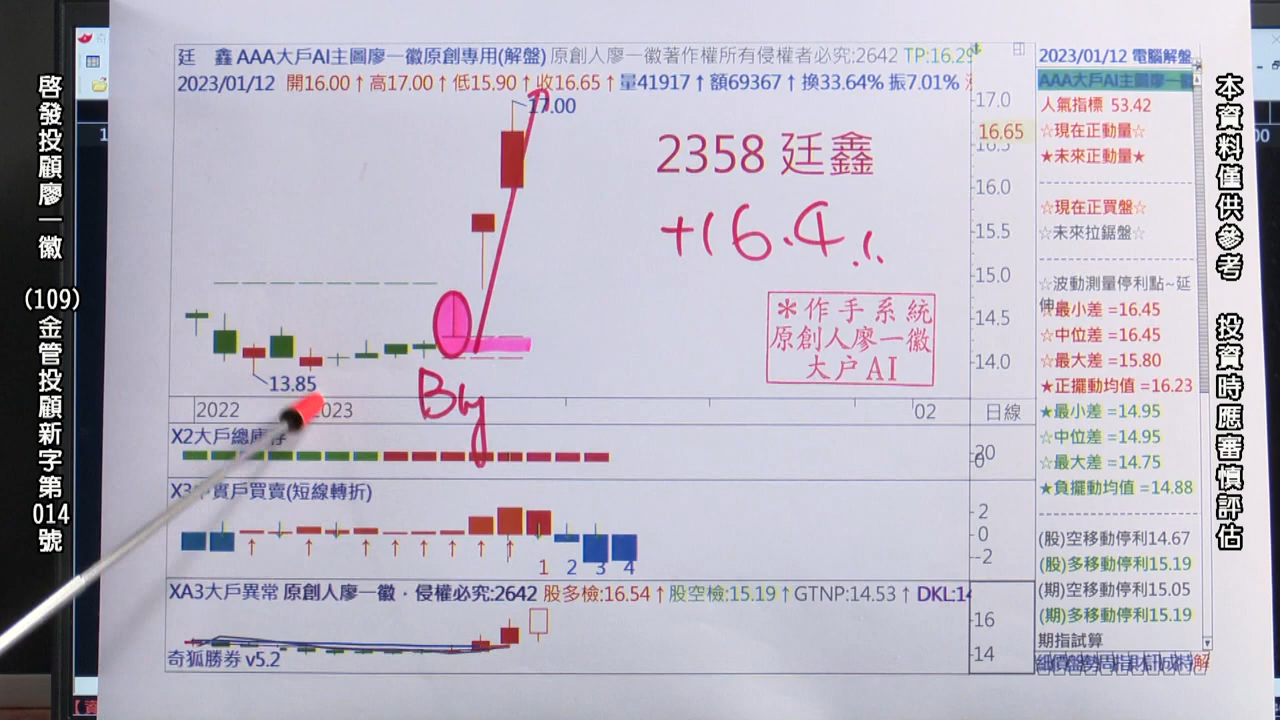 啓發投顧廖一徽
(109)
金管投顧新字第
014
號
廷 鑫 AAA大戶AI主圖廖一徽原創專用(解盤) 原創人廖一徽著作權所有侵權者必究:2642 TP:16.29
2023/01/12 開16.00↑高17.00↑低15.90↑收16.65↑量41917↑額69367↑換33.64% 振7.01%
17.00
2358 廷鑫
+16.4%
*作手系統
原創人廖一徽
大户AI
13.85
Buy
17.0
16.65
16.5
16.0
15.5
15.0
14.5
14.0
2022
2023
02
日線
X2大戶總庫存
20
0
戶買賣(短線轉折)
2
0
-2
1 2 3 4
XA3大戶異常 原創人廖一徽·侵權必究:2642 股多檢:16.54↑股空檢:15.19↑GTNP:14.53↑ DKL:14
16
14
奇狐勝券 v5.2
2023/01/12 電腦解盤
AAA大戶AI主圖廖一
人氣指標 53.42
☆現在正動量☆
★未來正動量★
☆現在正買盤☆
☆未來拉鋸盤☆
☆波動測量停利點~延
伸
☆最小差 =16.45
☆中位差 =16.45
☆最大差 =15.80
★正擺動均值 =16.23
★最小差 =14.95
☆中位差 =14.95
☆最大差 =14.75
★負擺動均值 =14.88
(股)空移動停利14.67
(股)多移動停利15.19
(期)空移動停利15.05
(期)多移動停利15.19
期指試算
本資料僅供參考
投資時應審慎評估